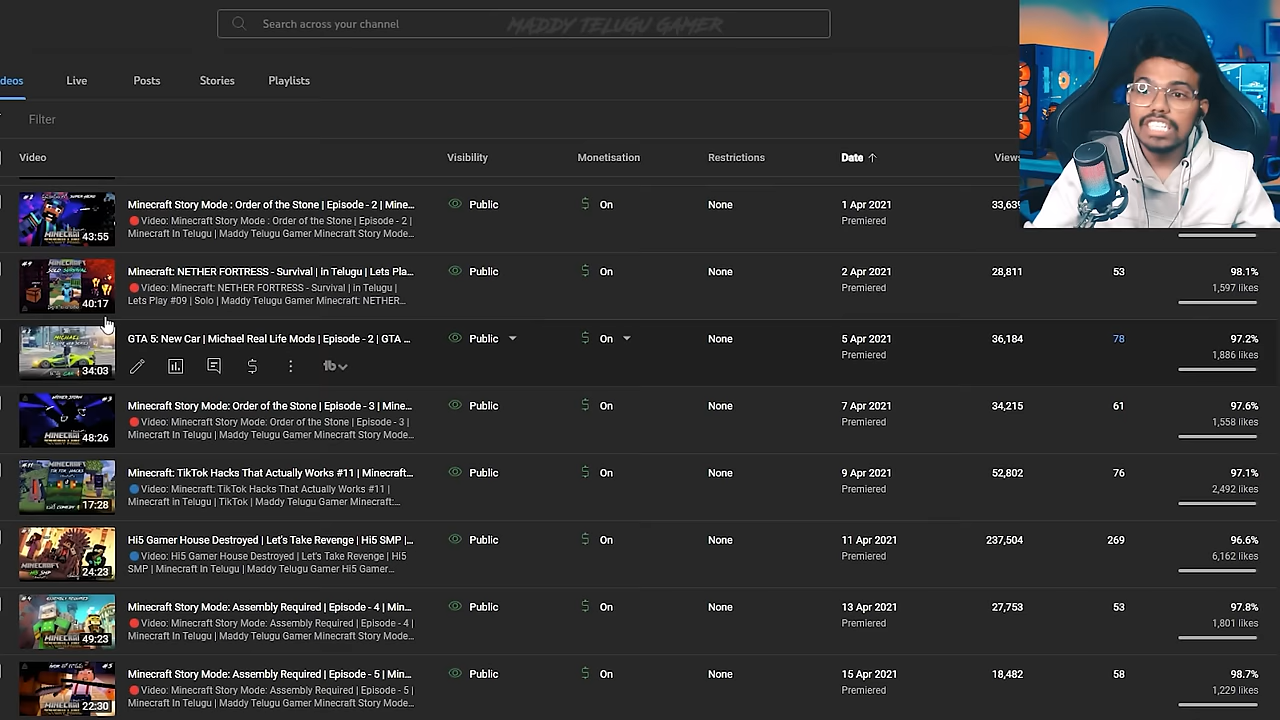 Search across your channel
MADDY TELUGU GAMER
deos
Live
Posts
Stories
Playlists
Filter
Video
Visibility
Monetisation
Restrictions
Date
Views
43:55
Minecraft Story Mode : Order of the Stone | Episode - 2 | Mine...
Video: Minecraft Story Mode : Order of the Stone | Episode - 2 |
Minecraft In Telugu | Maddy Telugu Gamer Minecraft Story Mode...
Public
On
None
1 Apr 2021
Premiered
33,639
40:17
Minecraft: NETHER FORTRESS - Survival | in Telugu | Lets Pla...
Video: Minecraft: NETHER FORTRESS - Survival | in Telugu |
Lets Play #09 | Solo | Maddy Telugu Gamer Minecraft: NETHER...
Public
On
None
2 Apr 2021
Premiered
28,811
53
98.1%
1,597 likes
34:03
GTA 5: New Car | Michael Real Life Mods | Episode - 2 | GTA ...
Public
On
None
5 Apr 2021
Premiered
36,184
78
97.2%
1,886 likes
48:26
Minecraft Story Mode: Order of the Stone | Episode - 3 | Mine...
Video: Minecraft Story Mode: Order of the Stone | Episode - 3 |
Minecraft In Telugu | Maddy Telugu Gamer Minecraft Story Mode...
Public
On
None
7 Apr 2021
Premiered
34,215
61
97.6%
1,558 likes
17:28
Minecraft: TikTok Hacks That Actually Works #11 | Minecraft...
Video: Minecraft: TikTok Hacks That Actually Works #11 |
Minecraft in Telugu | TikTok | Maddy Telugu Gamer Minecraft:...
Public
On
None
9 Apr 2021
Premiered
52,802
76
97.1%
2,492 likes
24:23
Hi5 Gamer House Destroyed | Let's Take Revenge | Hi5 SMP |...
Video: Hi5 Gamer House Destroyed | Let's Take Revenge | Hi5
SMP | Minecraft In Telugu | Maddy Telugu Gamer Hi5 Gamer...
Public
On
None
11 Apr 2021
Premiered
237,504
269
96.6%
6,162 likes
49:23
Minecraft Story Mode: Assembly Required | Episode - 4 | Min...
Video: Minecraft Story Mode: Assembly Required | Episode - 4 |
Minecraft In Telugu | Maddy Telugu Gamer Minecraft Story Mode...
Public
On
None
13 Apr 2021
Premiered
27,753
53
97.8%
1,801 likes
22:30
Minecraft Story Mode: Assembly Required | Episode - 5 | Min...
Video: Minecraft Story Mode: Assembly Required | Episode - 5 |
Minecraft In Telugu | Maddy Telugu Gamer Minecraft Story Mode...
Public
On
None
15 Apr 2021
Premiered
18,482
58
98.7%
1,229 likes